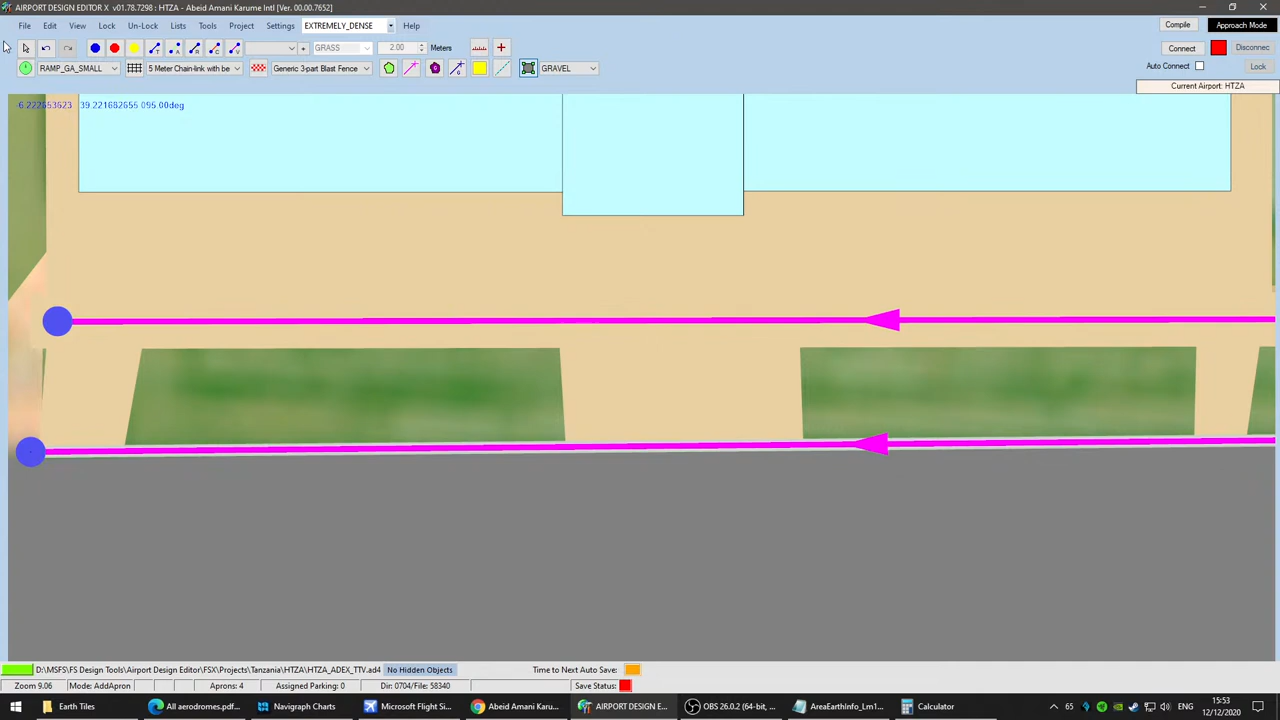 AIRPORT DESIGN EDITOR X v01.78.7298 : HTZA - Abeid Amani Karume Intl [Ver. 00.00.7652]
File Edit View Lock Un-Lock Lists Tools Project Settings EXTREMELY_DENSE Help Compile Approach Mode
GRASS 2.00 Meters Connect Disconnec
RAMP_GA_SMALL 5 Meter Chain-link with be Generic 3-part Blast Fence GRAVEL Auto Connect Lock
Current Airport: HTZA
-6.222653623 39.221682655 095.00deg
D:\MSFS\FS Design Tools\Airport Design Editor\FSX\Projects\Tanzania\HTZA\HTZA_ADEX_TTV.ad4 No Hidden Objects Time to Next Auto Save:
Zoom 9.06 Mode: AddApron Aprons: 4 Assigned Parking: 0 Dir: 0704/File: 58340 Save Status:
Earth Tiles All aerodromes.pdf... Navigraph Charts Microsoft Flight Si... Abeid Amani Karu... AIRPORT DESIGN E... OBS 26.0.2 (64-bit, ... AreaEarthInfo_Lm1... Calculator 65 ENG 15:53
12/12/2020